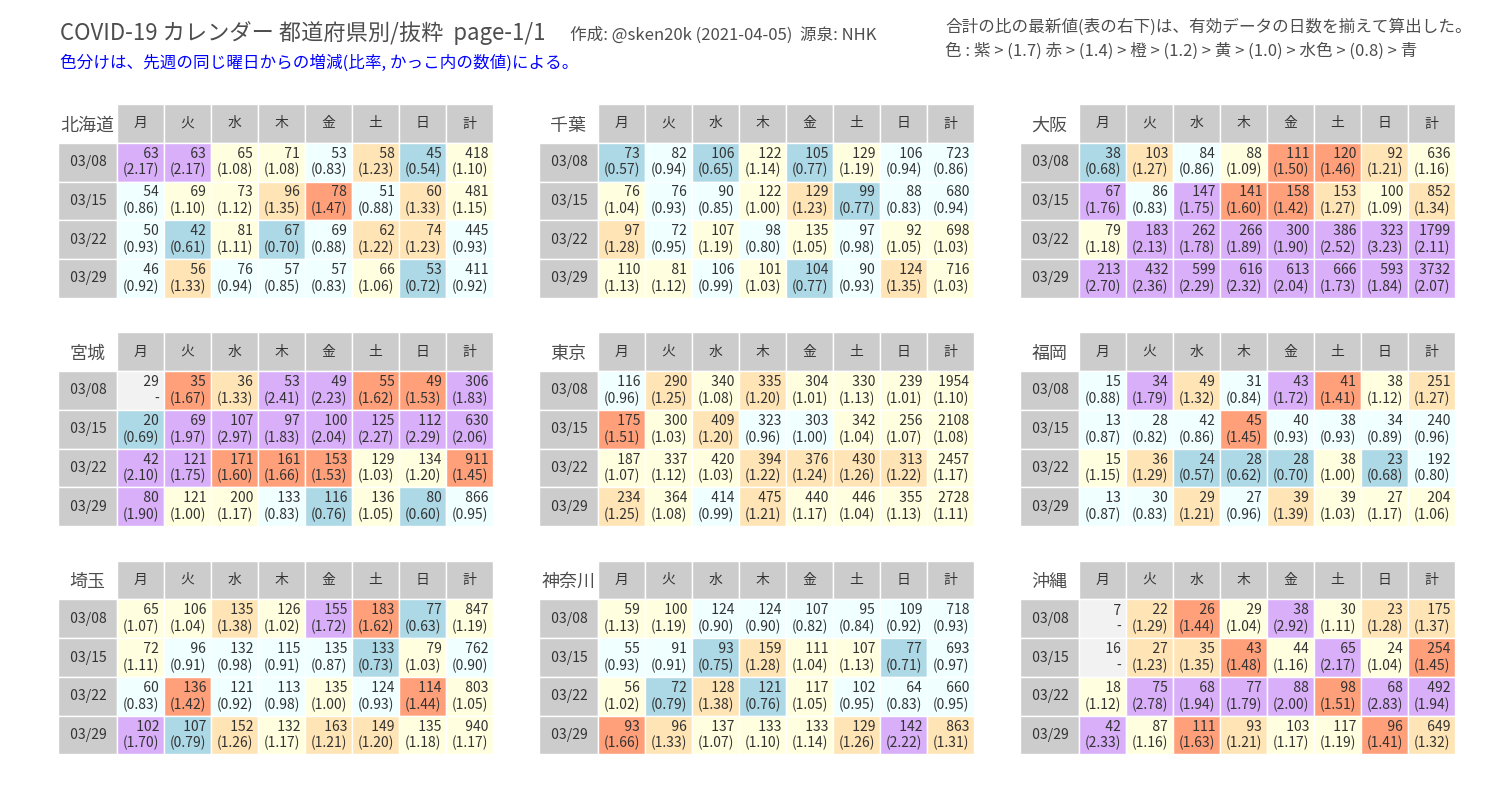 COVID-19 カレンダー 都道府県別/抜粋 page-1/1 作成: @sken20k (2021-04-05) 源泉: NHK
合計の比の最新値(表の右下)は、有効データの日数を揃えて算出した。
色分けは、先週の同じ曜日からの増減(比率, かっこ内の数値)による。
色 : 紫 > (1.7) 赤 > (1.4) > 橙 > (1.2) > 黄 > (1.0) > 水色 > (0.8) > 青
北海道 月 火 水 木 金 土 日 計
03/08 63 63 65 71 53 58 45 418
(2.17) (2.17) (1.08) (1.08) (0.83) (1.23) (0.54) (1.10)
03/15 54 69 73 96 78 51 60 481
(0.86) (1.10) (1.12) (1.35) (1.47) (0.88) (1.33) (1.15)
03/22 50 42 81 67 69 62 74 445
(0.93) (0.61) (1.11) (0.70) (0.88) (1.22) (1.23) (0.93)
03/29 46 56 76 57 57 66 53 411
(0.92) (1.33) (0.94) (0.85) (0.83) (1.06) (0.72) (0.92)
千葉 月 火 水 木 金 土 日 計
03/08 73 82 106 122 105 129 106 723
(0.57) (0.94) (0.65) (1.14) (0.77) (1.19) (0.94) (0.86)
03/15 76 76 90 122 129 99 88 680
(1.04) (0.93) (0.85) (1.00) (1.23) (0.77) (0.83) (0.94)
03/22 97 72 107 98 135 97 92 698
(1.28) (0.95) (1.19) (0.80) (1.05) (0.98) (1.05) (1.03)
03/29 110 81 106 101 104 90 124 716
(1.13) (1.12) (0.99) (1.03) (0.77) (0.93) (1.35) (1.03)
大阪 月 火 水 木 金 土 日 計
03/08 38 103 84 88 111 120 92 636
(0.68) (1.27) (0.86) (1.09) (1.50) (1.46) (1.21) (1.16)
03/15 67 86 147 141 158 153 100 852
(1.76) (0.83) (1.75) (1.60) (1.42) (1.27) (1.09) (1.34)
03/22 79 183 262 266 300 386 323 1799
(1.18) (2.13) (1.78) (1.89) (1.90) (2.52) (3.23) (2.11)
03/29 213 432 599 616 613 666 593 3732
(2.70) (2.36) (2.29) (2.32) (2.04) (1.73) (1.84) (2.07)
宮城 月 火 水 木 金 土 日 計
03/08 29 35 36 53 49 55 49 306
- (1.67) (1.33) (2.41) (2.23) (1.62) (1.53) (1.83)
03/15 20 69 107 97 100 125 112 630
(0.69) (1.97) (2.97) (1.83) (2.04) (2.27) (2.29) (2.06)
03/22 42 121 171 161 153 129 134 911
(2.10) (1.75) (1.60) (1.66) (1.53) (1.03) (1.20) (1.45)
03/29 80 121 200 133 116 136 80 866
(1.90) (1.00) (1.17) (0.83) (0.76) (1.05) (0.60) (0.95)
東京 月 火 水 木 金 土 日 計
03/08 116 290 340 335 304 330 239 1954
(0.96) (1.25) (1.08) (1.20) (1.01) (1.13) (1.01) (1.10)
03/15 175 300 409 323 303 342 256 2108
(1.51) (1.03) (1.20) (0.96) (1.00) (1.04) (1.07) (1.08)
03/22 187 337 420 394 376 430 313 2457
(1.07) (1.12) (1.03) (1.22) (1.24) (1.26) (1.22) (1.17)
03/29 234 364 414 475 440 446 355 2728
(1.25) (1.08) (0.99) (1.21) (1.17) (1.04) (1.13) (1.11)
福岡 月 火 水 木 金 土 日 計
03/08 15 34 49 31 43 41 38 251
(0.88) (1.79) (1.32) (0.84) (1.72) (1.41) (1.12) (1.27)
03/15 13 28 42 45 40 38 34 240
(0.87) (0.82) (0.86) (1.45) (0.93) (0.93) (0.89) (0.96)
03/22 15 36 24 28 28 38 23 192
(1.15) (1.29) (0.57) (0.62) (0.70) (1.00) (0.68) (0.80)
03/29 13 30 29 27 39 39 27 204
(0.87) (0.83) (1.21) (0.96) (1.39) (1.03) (1.17) (1.06)
埼玉 月 火 水 木 金 土 日 計
03/08 65 106 135 126 155 183 77 847
(1.07) (1.04) (1.38) (1.02) (1.72) (1.62) (0.63) (1.19)
03/15 72 96 132 115 135 133 79 762
(1.11) (0.91) (0.98) (0.91) (0.87) (0.73) (1.03) (0.90)
03/22 60 136 121 113 135 124 114 803
(0.83) (1.42) (0.92) (0.98) (1.00) (0.93) (1.44) (1.05)
03/29 102 107 152 132 163 149 135 940
(1.70) (0.79) (1.26) (1.17) (1.21) (1.20) (1.18) (1.17)
神奈川 月 火 水 木 金 土 日 計
03/08 59 100 124 124 107 95 109 718
(1.13) (1.19) (0.90) (0.90) (0.82) (0.84) (0.92) (0.93)
03/15 55 91 93 159 111 107 77 693
(0.93) (0.91) (0.75) (1.28) (1.04) (1.13) (0.71) (0.97)
03/22 56 72 128 121 117 102 64 660
(1.02) (0.79) (1.38) (0.76) (1.05) (0.95) (0.83) (0.95)
03/29 93 96 137 133 133 129 142 863
(1.66) (1.33) (1.07) (1.10) (1.14) (1.26) (2.22) (1.31)
沖縄 月 火 水 木 金 土 日 計
03/08 7 22 26 29 38 30 23 175
- (1.29) (1.44) (1.04) (2.92) (1.11) (1.28) (1.37)
03/15 16 27 35 43 44 65 24 254
- (1.23) (1.35) (1.48) (1.16) (2.17) (1.04) (1.45)
03/22 18 75 68 77 88 98 68 492
(1.12) (2.78) (1.94) (1.79) (2.00) (1.51) (2.83) (1.94)
03/29 42 87 111 93 103 117 96 649
(2.33) (1.16) (1.63) (1.21) (1.17) (1.19) (1.41) (1.32)